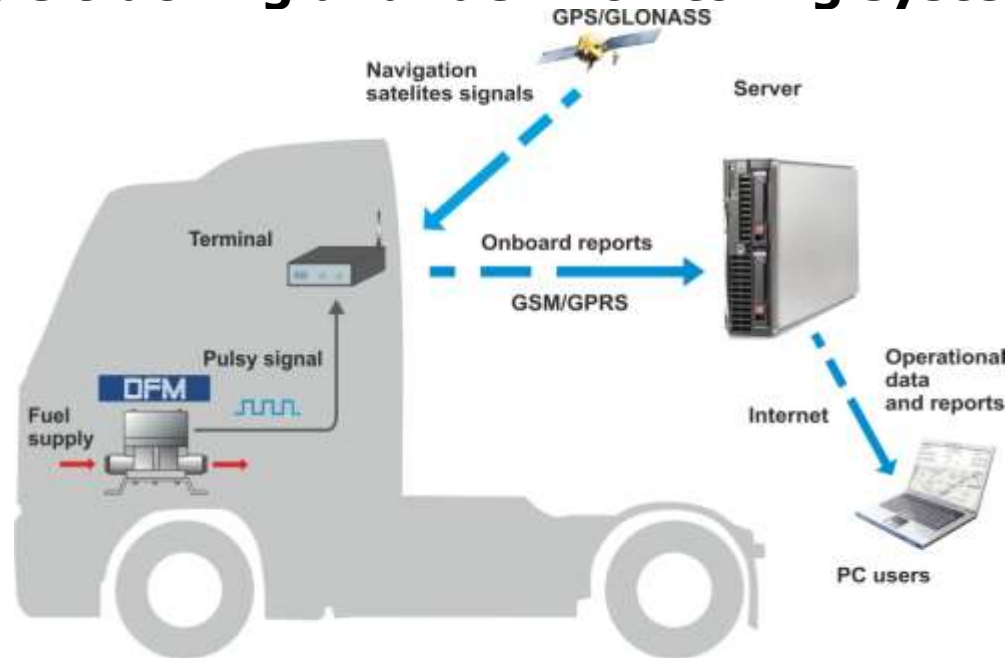 GPS/GLONASS
Navigation
satelites signals
Server
Terminal
Onboard reports
GSM/GPRS
Pulsy signal
DFM
Fuel
supply
Operational
data
and reports
Internet
PC users